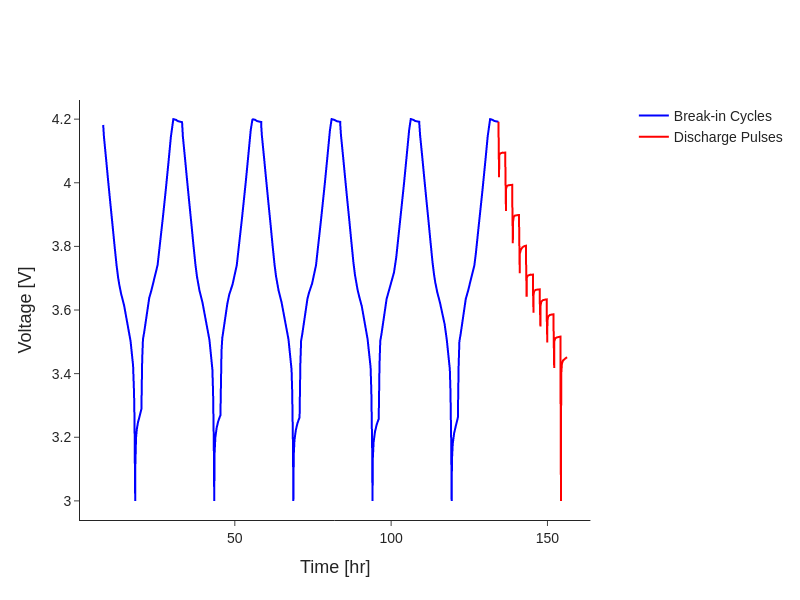 Break-in Cycles
Discharge Pulses
4.2
4
3.8
3.6
3.4
3.2
3
Voltage [V]
50
100
150
Time [hr]